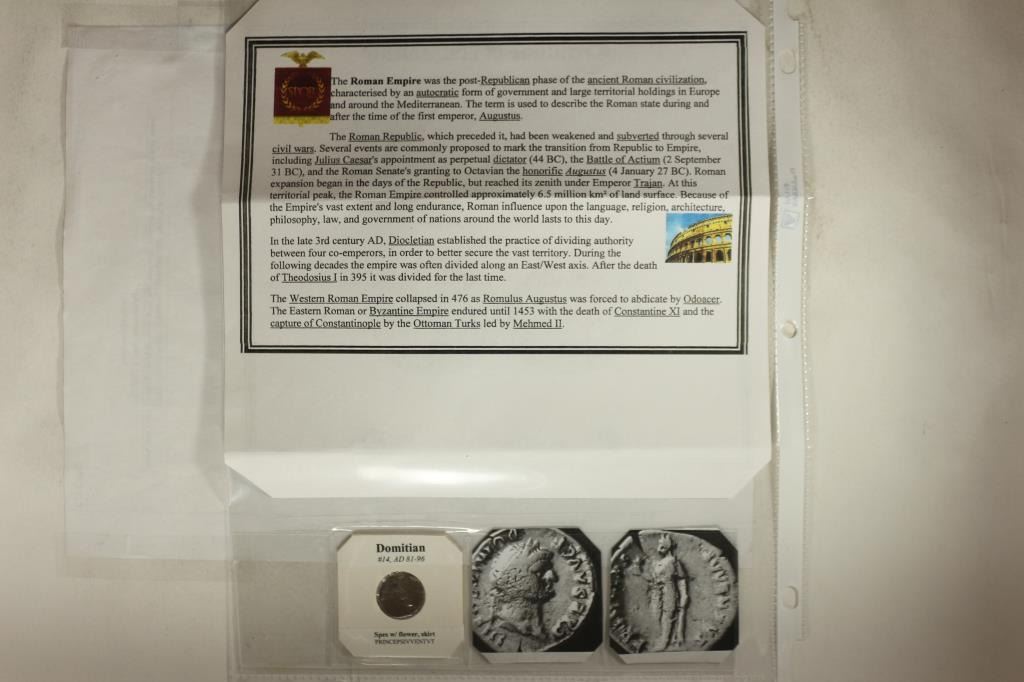 SPQR
The Roman Empire was the post-Republican phase of the ancient Roman civilization,
characterised by an autocratic form of government and large territorial holdings in Europe
and around the Mediterranean. The term is used to describe the Roman state during and
after the time of the first emperor, Augustus.
The Roman Republic, which preceded it, had been weakened and subverted through several
civil wars. Several events are commonly proposed to mark the transition from Republic to Empire,
including Julius Caesar's appointment as perpetual dictator (44 BC), the Battle of Actium (2 September
31 BC), and the Roman Senate's granting to Octavian the honorific Augustus (4 January 27 BC). Roman
expansion began in the days of the Republic, but reached its zenith under Emperor Trajan. At this
territorial peak, the Roman Empire controlled approximately 6.5 million km² of land surface. Because of
the Empire's vast extent and long endurance, Roman influence upon the language, religion, architecture,
philosophy, law, and government of nations around the world lasts to this day.
In the late 3rd century AD, Diocletian established the practice of dividing authority
between four co-emperors, in order to better secure the vast territory. During the
following decades the empire was often divided along an East/West axis. After the death
of Theodosius I in 395 it was divided for the last time.
The Western Roman Empire collapsed in 476 as Romulus Augustus was forced to abdicate by Odoacer.
The Eastern Roman or Byzantine Empire endured until 1453 with the death of Constantine XI and the
capture of Constantinople by the Ottoman Turks led by Mehmed II.
Domitian
#14, AD 81-96
Spes w/ flower, skirt
PRINCEPSIVVENTVT